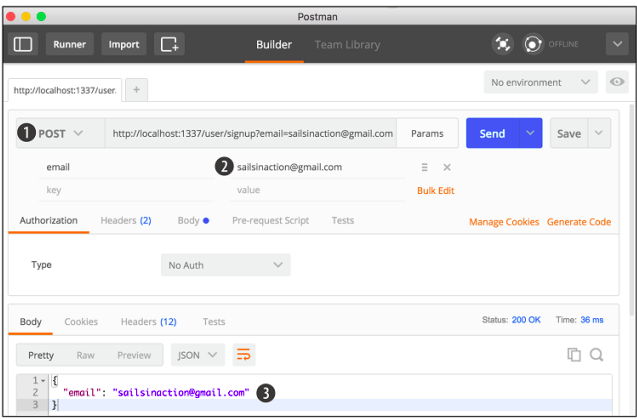 Postman
Runner Import Builder Team Library OFFLINE
No environment
http://localhost:1337/user. +
1 POST http://localhost:1337/user/signup?email=sailsinaction@gmail.com Params Send Save
email 2 sailsinaction@gmail.com
key value Bulk Edit
Authorization Headers (2) Body Pre-request Script Tests Manage Cookies Generate Code
Type No Auth
Body Cookies Headers (12) Tests Status: 200 OK Time: 36 ms
Pretty Raw Preview JSON
1 {
2 "email": "sailsinaction@gmail.com" 3
3 }